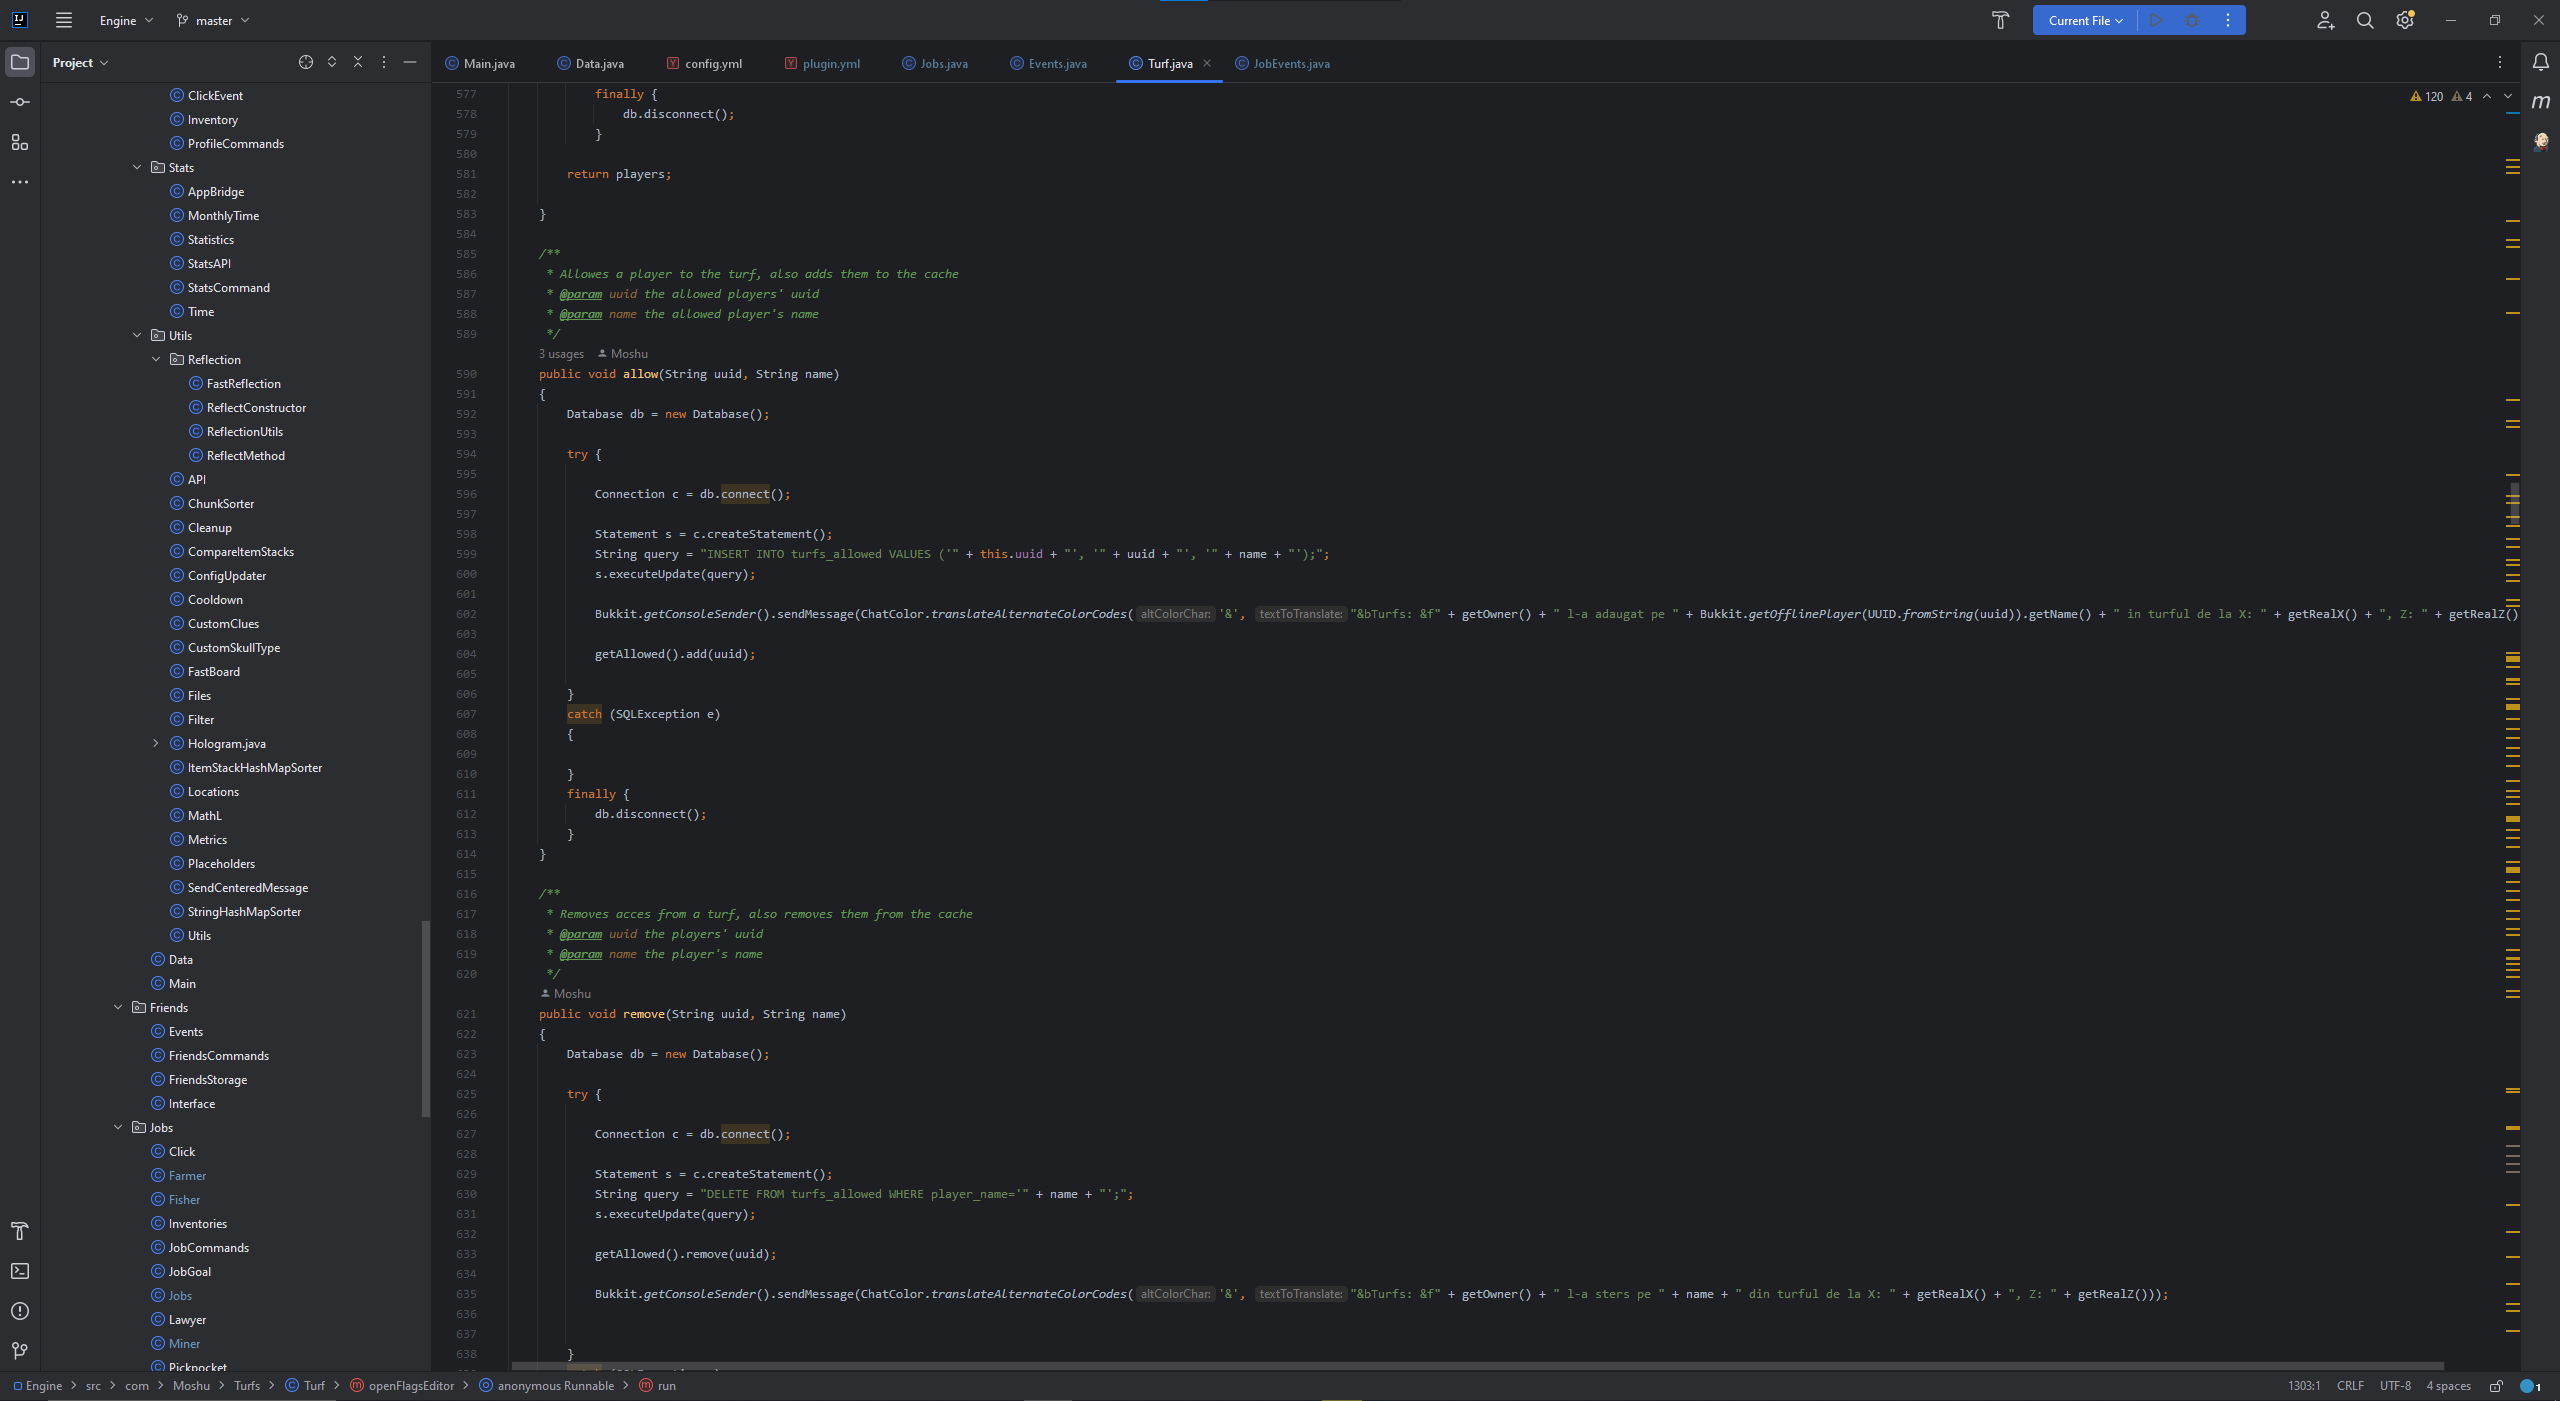 Engine
master
Current File
Project
Main.java
Data.java
config.yml
plugin.yml
Jobs.java
Events.java
Turf.java
JobEvents.java
ClickEvent
Inventory
ProfileCommands
Stats
AppBridge
MonthlyTime
Statistics
StatsAPI
StatsCommand
Time
Utils
Reflection
FastReflection
ReflectConstructor
ReflectionUtils
ReflectMethod
API
ChunkSorter
Cleanup
CompareItemStacks
ConfigUpdater
Cooldown
CustomClues
CustomSkullType
FastBoard
Files
Filter
Hologram.java
ItemStackHashMapSorter
Locations
MathL
Metrics
Placeholders
SendCenteredMessage
StringHashMapSorter
Utils
Data
Main
Friends
Events
FriendsCommands
FriendsStorage
Interface
Jobs
Click
Farmer
Fisher
Inventories
JobCommands
JobGoal
Jobs
Lawyer
Miner
Pickpocket
120 4
577 finally {
578 db.disconnect();
579 }
580
581 return players;
582
583 }
584
585 /**
586 * Allowes a player to the turf, also adds them to the cache
587 * @param uuid the allowed players' uuid
588 * @param name the allowed player's name
589 */
3 usages Moshu
590 public void allow(String uuid, String name)
591 {
592 Database db = new Database();
593
594 try {
595
596 Connection c = db.connect();
597
598 Statement s = c.createStatement();
599 String query = "INSERT INTO turfs_allowed VALUES ('" + this.uuid + "', '" + uuid + "', '" + name + "');";
600 s.executeUpdate(query);
601
602 Bukkit.getConsoleSender().sendMessage(ChatColor.translateAlternateColorCodes( altColorChar: '&', textToTranslate: "&bTurfs: &f" + getOwner() + " l-a adaugat pe " + Bukkit.getOfflinePlayer(UUID.fromString(uuid)).getName() + " in turful de la X: " + getRealX() + ", Z: " + getRealZ()
603
604 getAllowed().add(uuid);
605
606 }
607 catch (SQLException e)
608 {
609
610 }
611 finally {
612 db.disconnect();
613 }
614 }
615
616 /**
617 * Removes acces from a turf, also removes them from the cache
618 * @param uuid the players' uuid
619 * @param name the player's name
620 */
Moshu
621 public void remove(String uuid, String name)
622 {
623 Database db = new Database();
624
625 try {
626
627 Connection c = db.connect();
628
629 Statement s = c.createStatement();
630 String query = "DELETE FROM turfs_allowed WHERE player_name='" + name + "';";
631 s.executeUpdate(query);
632
633 getAllowed().remove(uuid);
634
635 Bukkit.getConsoleSender().sendMessage(ChatColor.translateAlternateColorCodes( altColorChar: '&', textToTranslate: "&bTurfs: &f" + getOwner() + " l-a sters pe " + name + " din turful de la X: " + getRealX() + ", Z: " + getRealZ()));
636
637
638 }
Engine > src > com > Moshu > Turfs > Turf > openFlagsEditor > anonymous Runnable > run
1303:1 CRLF UTF-8 4 spaces 1